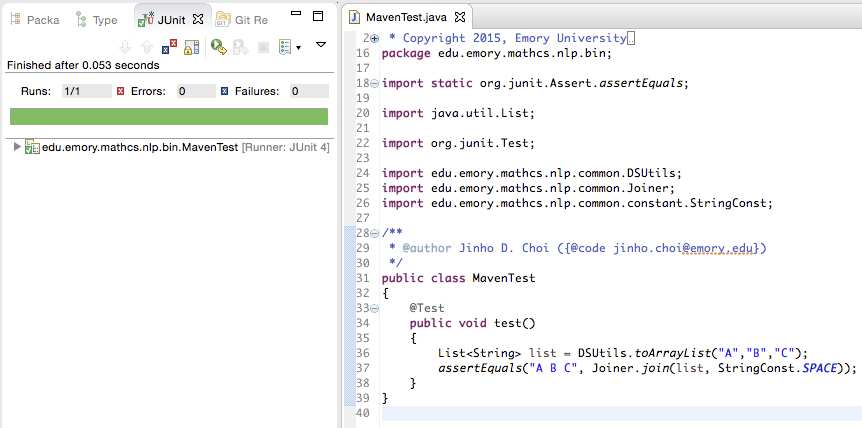 Packa Type JUnit Git Re
Finished after 0.053 seconds
Runs: 1/1 Errors: 0 Failures: 0
edu.emory.mathcs.nlp.bin.MavenTest [Runner: JUnit 4]
MavenTest.java
2 * Copyright 2015, Emory University
16 package edu.emory.mathcs.nlp.bin;
17
18 import static org.junit.Assert.assertEquals;
19
20 import java.util.List;
21
22 import org.junit.Test;
23
24 import edu.emory.mathcs.nlp.common.DSUtils;
25 import edu.emory.mathcs.nlp.common.Joiner;
26 import edu.emory.mathcs.nlp.common.constant.StringConst;
27
28 /**
29 * @author Jinho D. Choi ({@code jinho.choi@emory.edu})
30 */
31 public class MavenTest
32 {
33 @Test
34 public void test()
35 {
36 List<String> list = DSUtils.toArrayList("A","B","C");
37 assertEquals("A B C", Joiner.join(list, StringConst.SPACE));
38 }
39 }
40